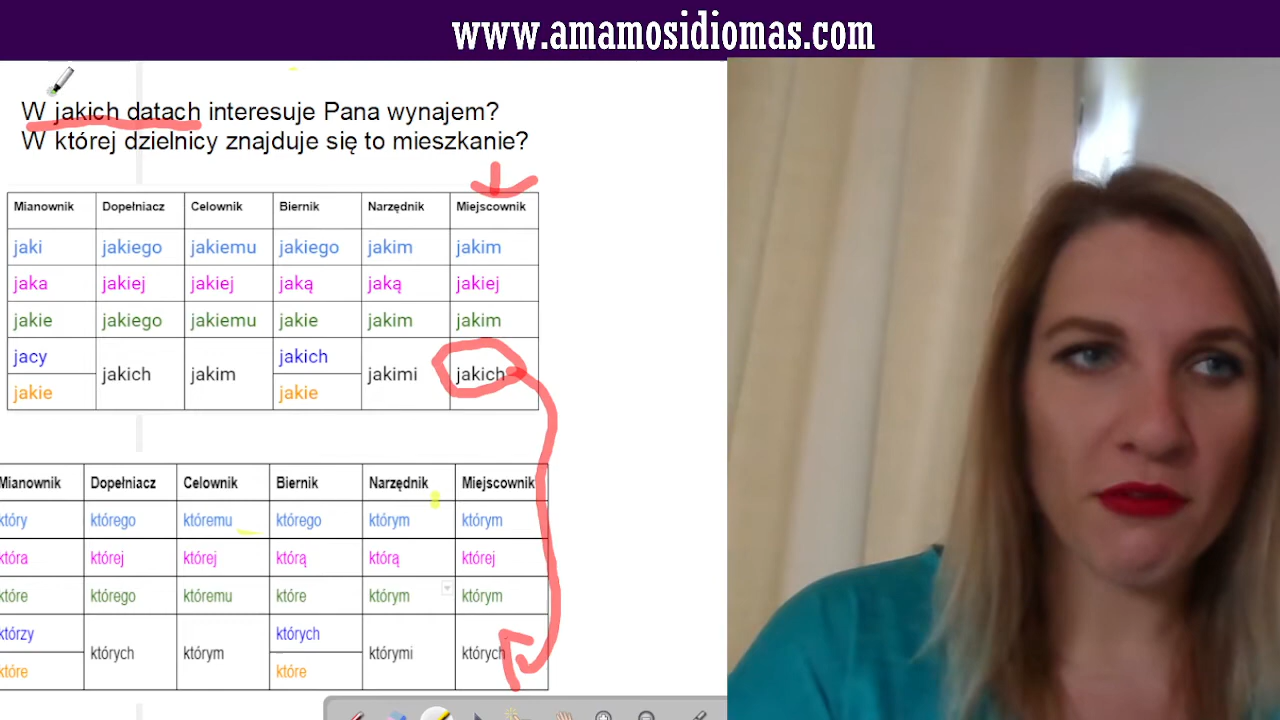 www.amamosidiomas.com
W jakich datach interesuje Pana wynajem?
W której dzielnicy znajduje się to mieszkanie?
Mianownik Dopełniacz Celownik Biernik Narzędnik Miejscownik
jaki jakiego jakiemu jakiego jakim jakim
jaka jakiej jakiej jaką jaką jakiej
jakie jakiego jakiemu jakie jakim jakim
jacy jakich jakim jakich jakimi jakich
jakie jakie
Mianownik Dopełniacz Celownik Biernik Narzędnik Miejscownik
który którego któremu którego którym którym
która której której którą którą której
które którego któremu które którym którym
którzy których którym których którymi których
które które